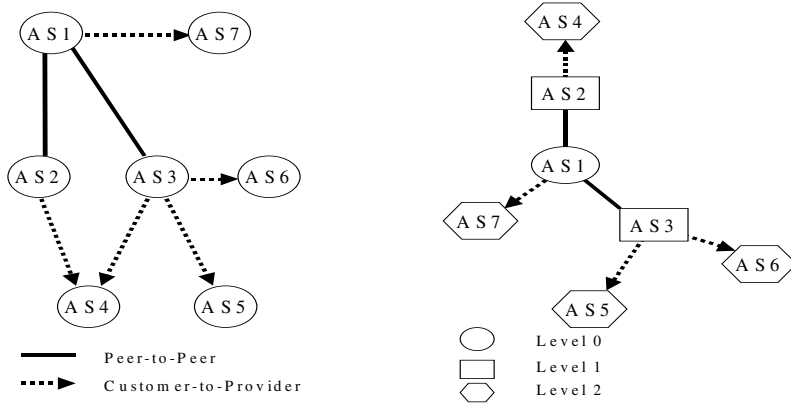 AS1
AS7
AS2
AS3
AS6
AS4
AS5
Peer-to-Peer
Customer-to-Provider
AS4
AS2
AS1
AS7
AS3
AS6
AS5
Level 0
Level 1
Level 2